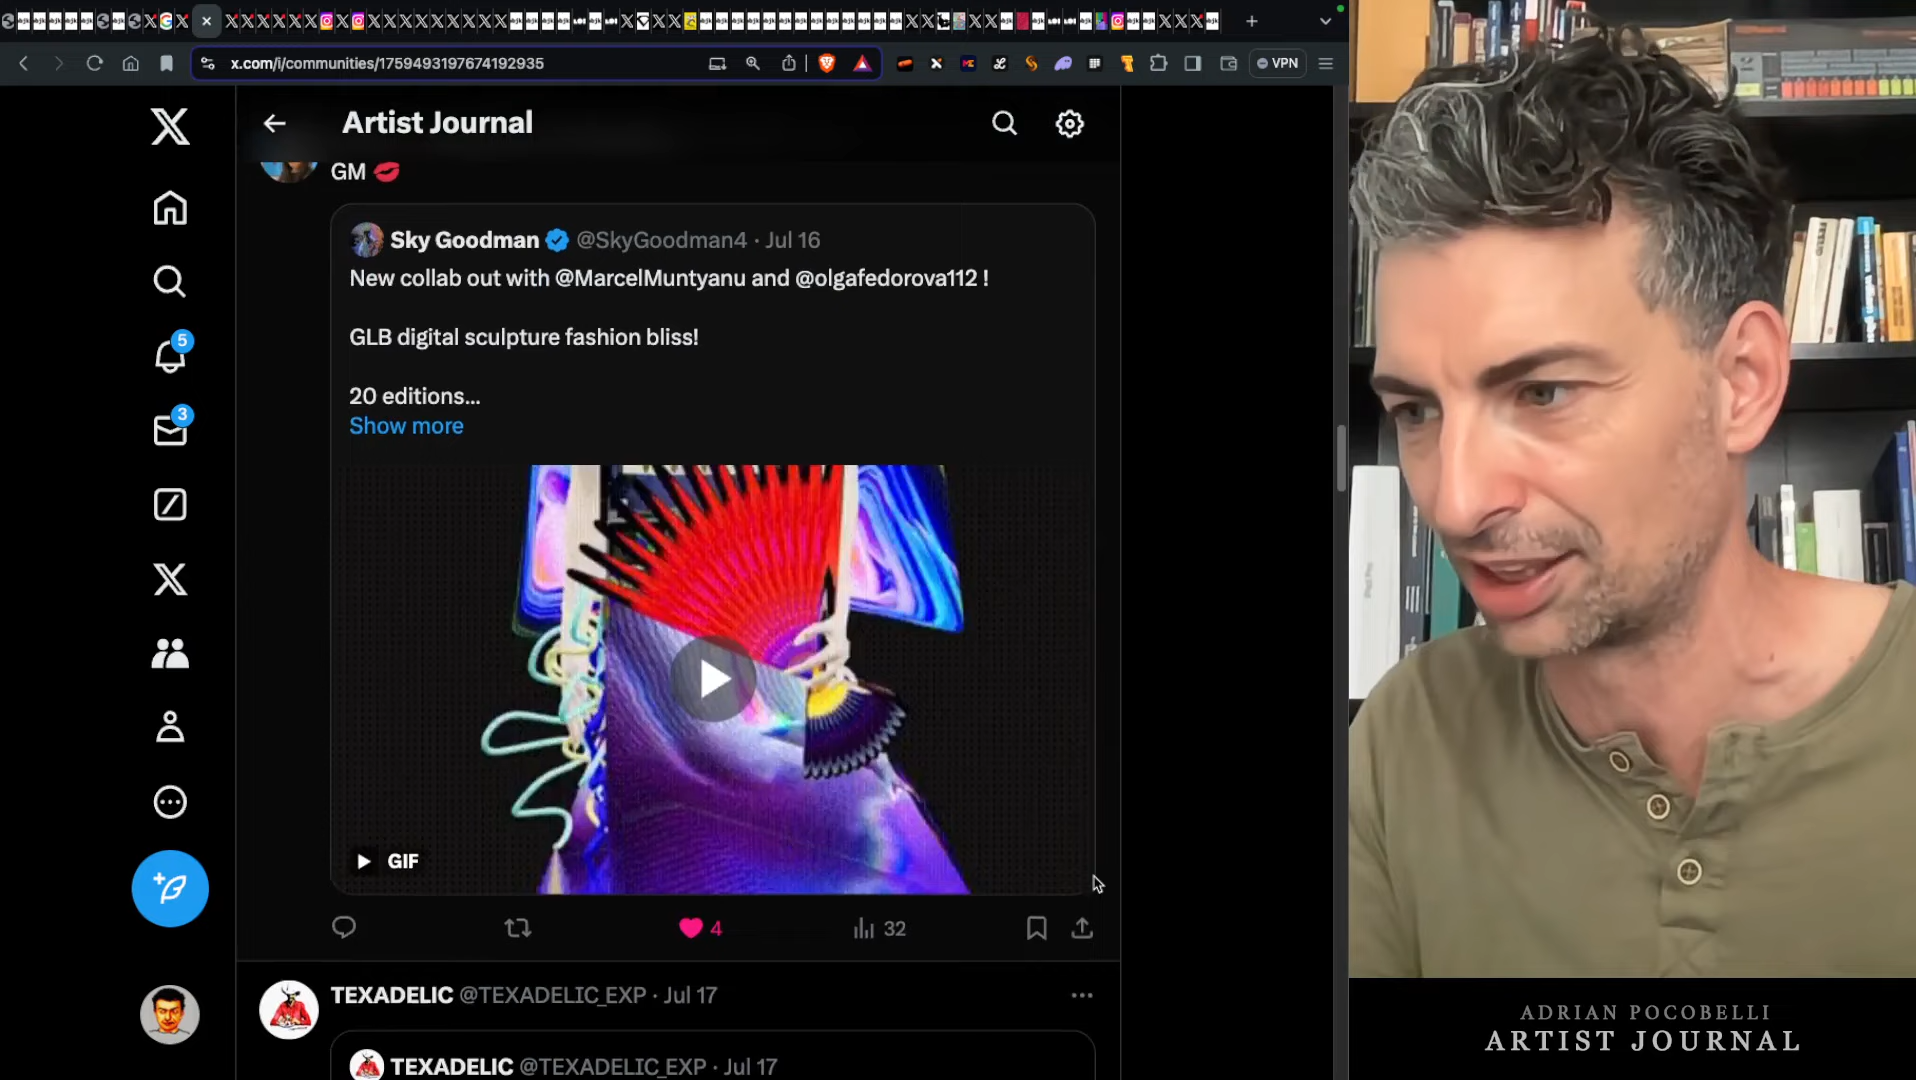 x.com/i/communities/1759493197674192935
VPN
Artist Journal
GM
Sky Goodman @SkyGoodman4 · Jul 16
New collab out with @MarcelMuntyanu and @olgafedorova112 !
GLB digital sculpture fashion bliss!
20 editions...
Show more
5
3
GIF
4
32
TEXADELIC @TEXADELIC_EXP · Jul 17
TEXADELIC @TEXADELIC_EXP · Jul 17
ADRIAN POCOBELLI
ARTIST JOURNAL